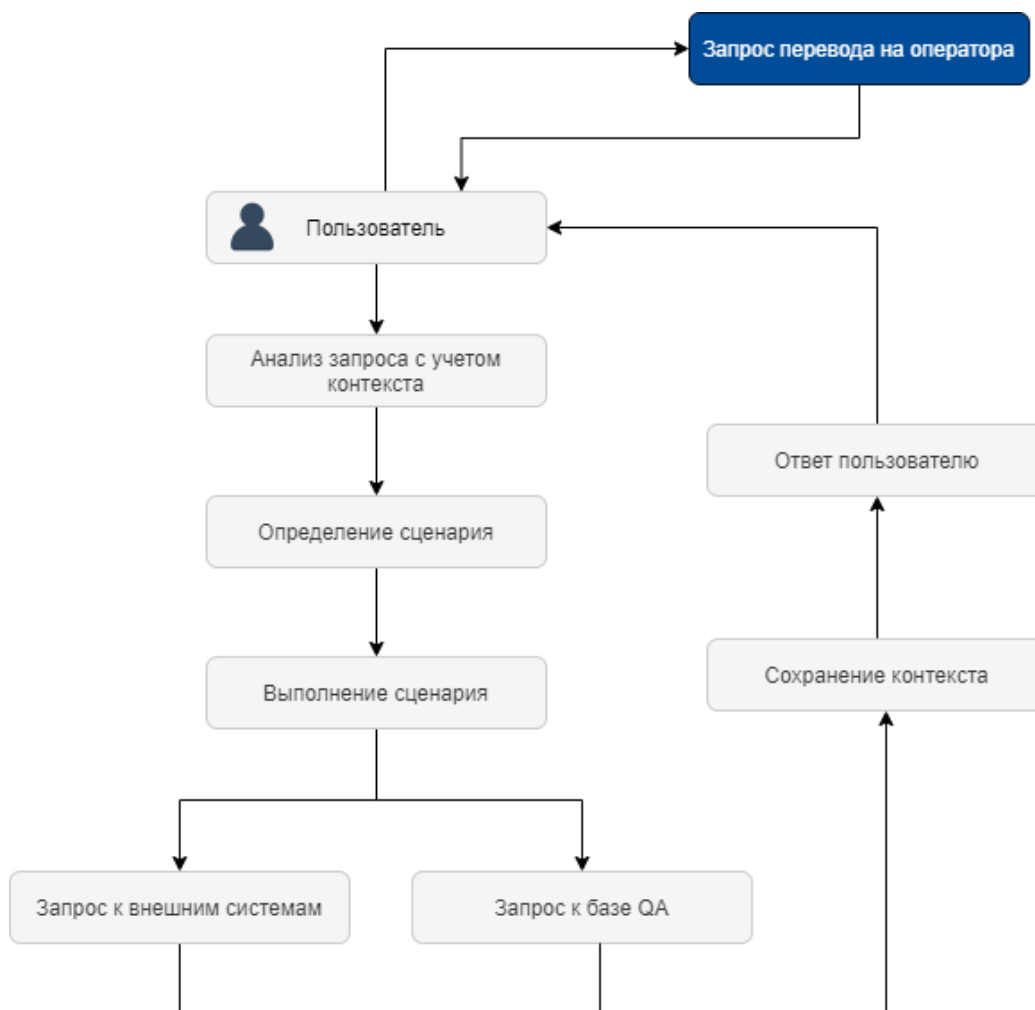 Запрос перевода на оператора
Пользователь
Анализ запроса с учетом
контекста
Ответ пользователю
Определение сценария
Сохранение контекста
Выполнение сценария
Запрос к внешним системам
Запрос к базе QA